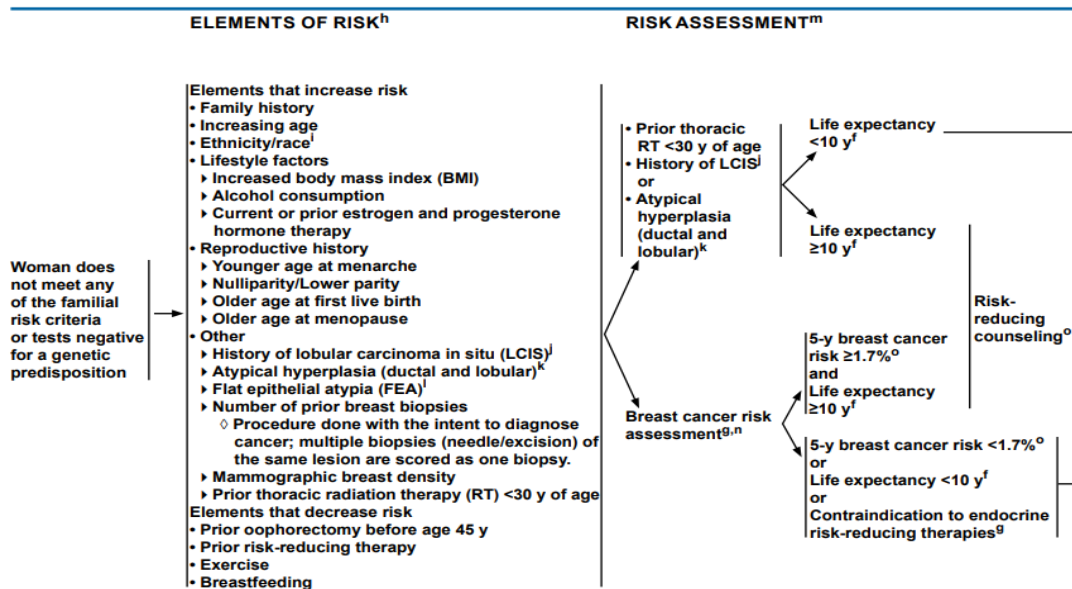 ELEMENTS OF RISKʰ
RISK ASSESSMENTᵐ
Woman does
not meet any
of the familial
risk criteria
or tests negative
for a genetic
predisposition
Elements that increase risk
• Family history
• Increasing age
• Ethnicity/raceⁱ
• Lifestyle factors
▸ Increased body mass index (BMI)
▸ Alcohol consumption
▸ Current or prior estrogen and progesterone
hormone therapy
• Reproductive history
▸ Younger age at menarche
▸ Nulliparity/Lower parity
▸ Older age at first live birth
▸ Older age at menopause
• Other
▸ History of lobular carcinoma in situ (LCIS)ʲ
▸ Atypical hyperplasia (ductal and lobular)ᵏ
▸ Flat epithelial atypia (FEA)ˡ
▸ Number of prior breast biopsies
◊ Procedure done with the intent to diagnose
cancer; multiple biopsies (needle/excision) of
the same lesion are scored as one biopsy.
▸ Mammographic breast density
▸ Prior thoracic radiation therapy (RT) <30 y of age
Elements that decrease risk
• Prior oophorectomy before age 45 y
• Prior risk-reducing therapy
• Exercise
• Breastfeeding
• Prior thoracic
RT <30 y of age
• History of LCISʲ
or
• Atypical
hyperplasia
(ductal and
lobular)ᵏ
Life expectancy
<10 yᶠ
Life expectancy
≥10 yᶠ
Breast cancer risk
assessmentᵍ,ⁿ
5-y breast cancer
risk ≥1.7%ᵒ
and
Life expectancy
≥10 yᶠ
5-y breast cancer risk <1.7%ᵒ
or
Life expectancy <10 yᶠ
or
Contraindication to endocrine
risk-reducing therapiesᵍ
Risk-
reducing
counselingᵒ